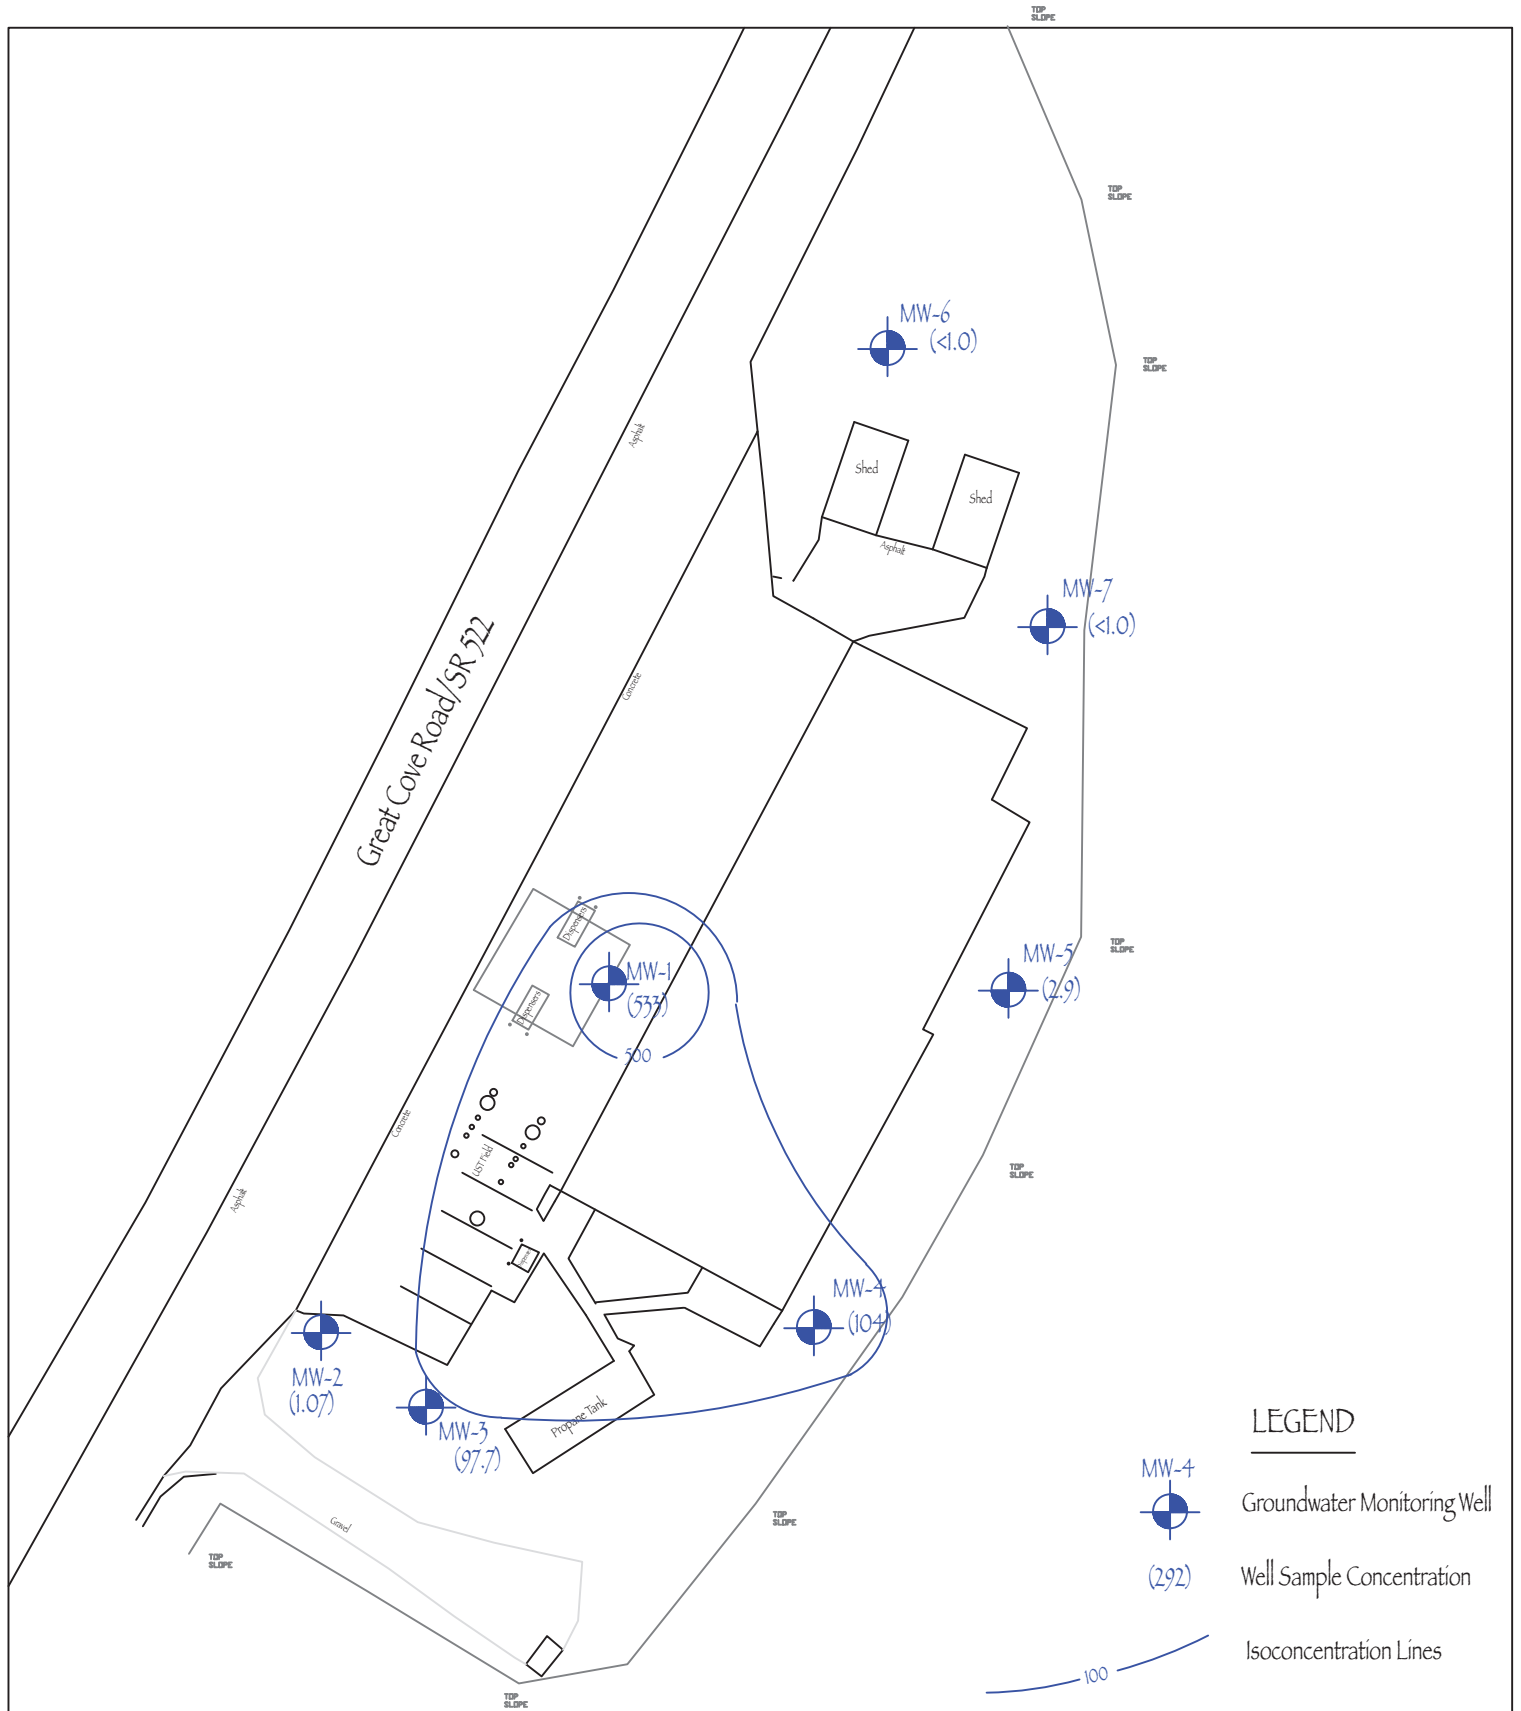 TOP
SLOPE
TOP
SLOPE
MW-6
(<1.0)
TOP
SLOPE
Asphalt
Shed
Shed
Asphalt
MW-7
(<1.0)
Great Cove Road/SR 522
Concrete
Dispensers
MW-5
(2.9)
TOP
SLOPE
MW-1
(533)
Dispensers
500
Concrete
UST Field
TOP
SLOPE
Asphalt
MW-4
(104)
MW-2
(1.07)
Propane Tank
MW-3
(97.7)
LEGEND
MW-4
Groundwater Monitoring Well
TOP
SLOPE
Gravel
TOP
SLOPE
(292)
Well Sample Concentration
Isoconcentration Lines
100
TOP
SLOPE